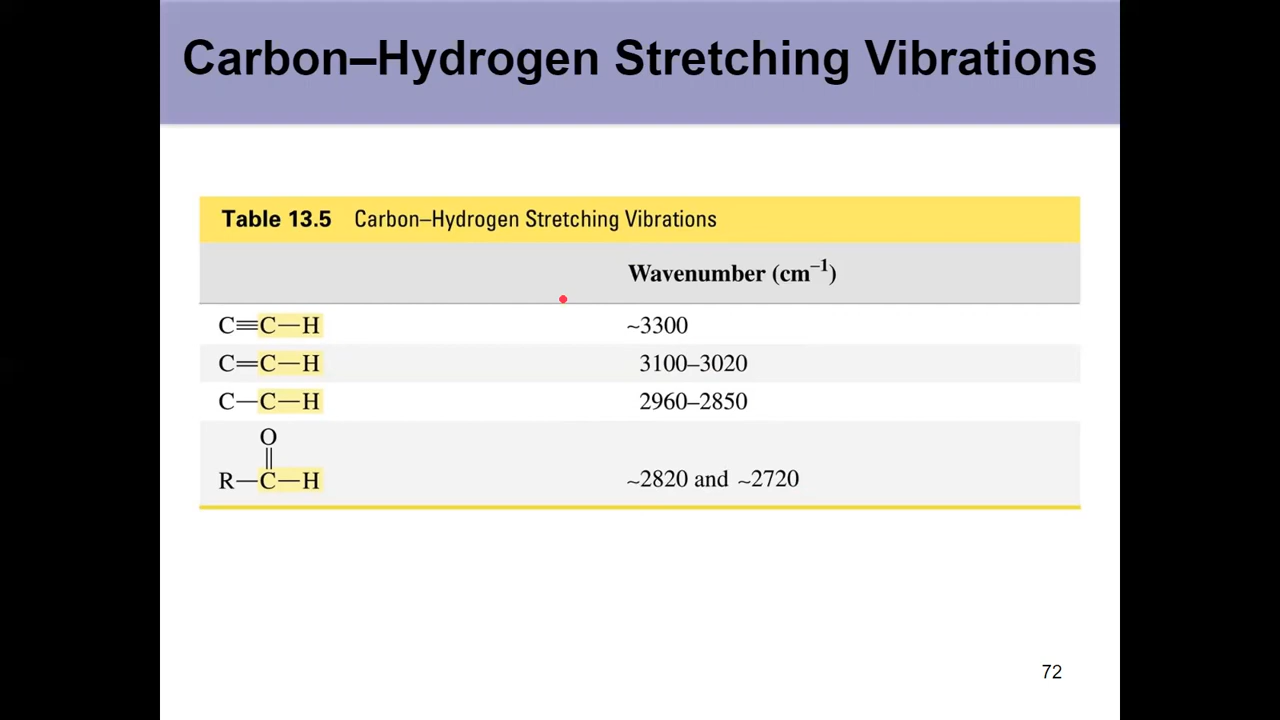 Carbon–Hydrogen Stretching Vibrations
Table 13.5 Carbon–Hydrogen Stretching Vibrations
Wavenumber (cm⁻¹)
C≡C—H ~3300
C=C—H 3100–3020
C—C—H 2960–2850
O
R—C—H ~2820 and ~2720
72